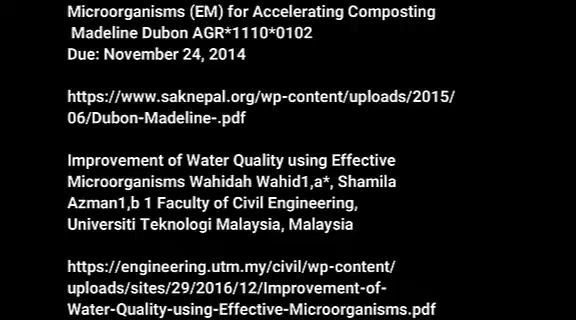 Microorganisms (EM) for Accelerating Composting
Madeline Dubon AGR*1110*0102
Due: November 24, 2014
https://www.saknepal.org/wp-content/uploads/2015/
06/Dubon-Madeline-.pdf
Improvement of Water Quality using Effective
Microorganisms Wahidah Wahid1,a*, Shamila
Azman1,b 1 Faculty of Civil Engineering,
Universiti Teknologi Malaysia, Malaysia
https://engineering.utm.my/civil/wp-content/
uploads/sites/29/2016/12/Improvement-of-
Water-Quality-using-Effective-Microorganisms.pdf